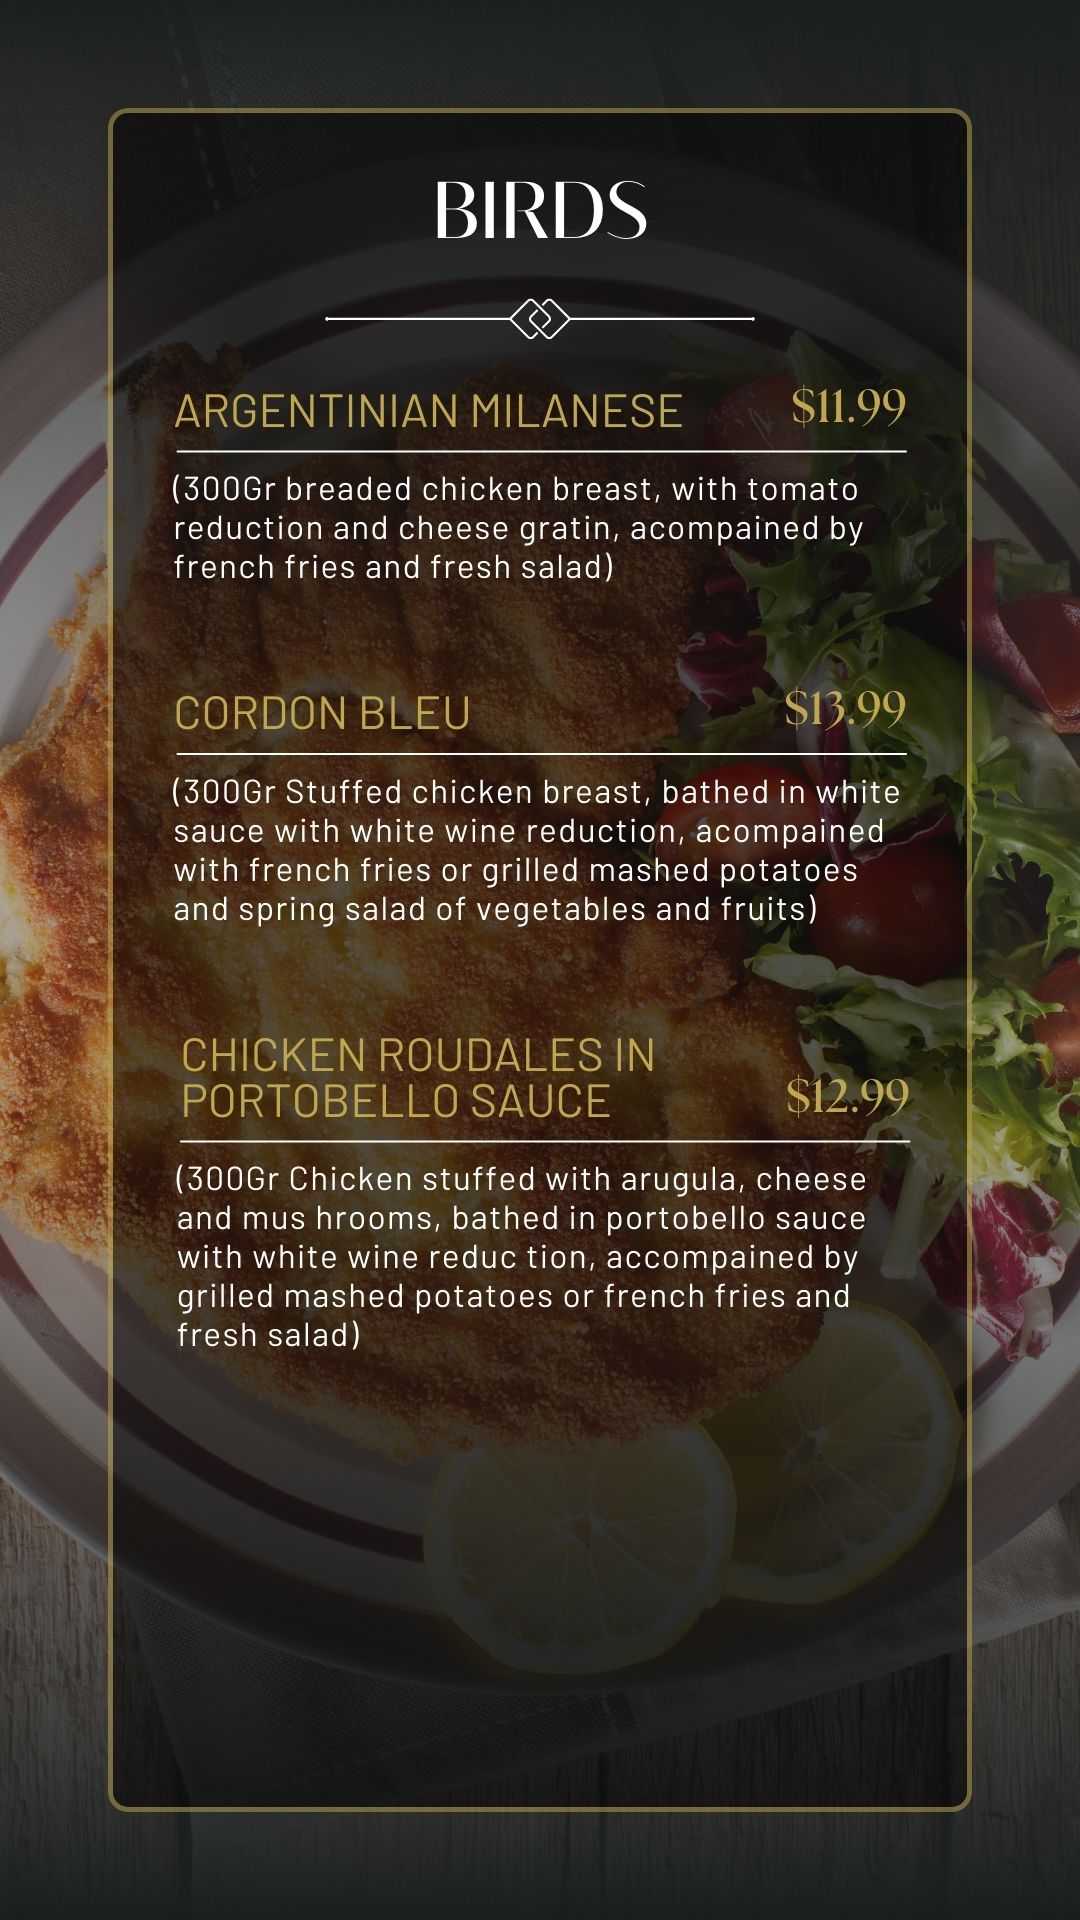 BIRDS
ARGENTINIAN MILANESE $11.99
(300Gr breaded chicken breast, with tomato
reduction and cheese gratin, acompained by
french fries and fresh salad)
CORDON BLEU $13.99
(300Gr Stuffed chicken breast, bathed in white
sauce with white wine reduction, acompained
with french fries or grilled mashed potatoes
and spring salad of vegetables and fruits)
CHICKEN ROUDALES IN
PORTOBELLO SAUCE $12.99
(300Gr Chicken stuffed with arugula, cheese
and mus hrooms, bathed in portobello sauce
with white wine reduc tion, accompained by
grilled mashed potatoes or french fries and
fresh salad)